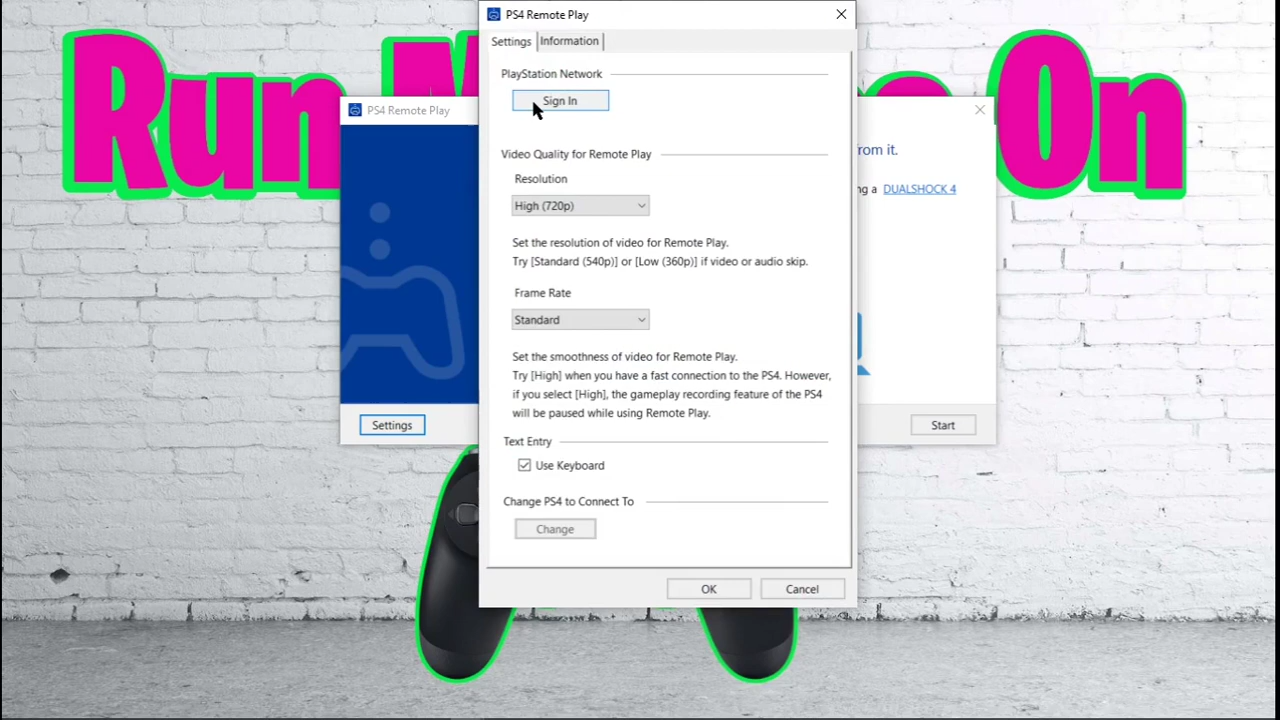 Run
On
PS4 Remote Play
Settings
Information
PlayStation Network
Sign In
Video Quality for Remote Play
Resolution
High (720p)
Set the resolution of video for Remote Play.
Try [Standard (540p)] or [Low (360p)] if video or audio skip.
Frame Rate
Standard
Set the smoothness of video for Remote Play.
Try [High] when you have a fast connection to the PS4. However,
if you select [High], the gameplay recording feature of the PS4
will be paused while using Remote Play.
Text Entry
Use Keyboard
Change PS4 to Connect To
Change
OK
Cancel
PS4 Remote Play
from it.
DUALSHOCK 4
Settings
Start